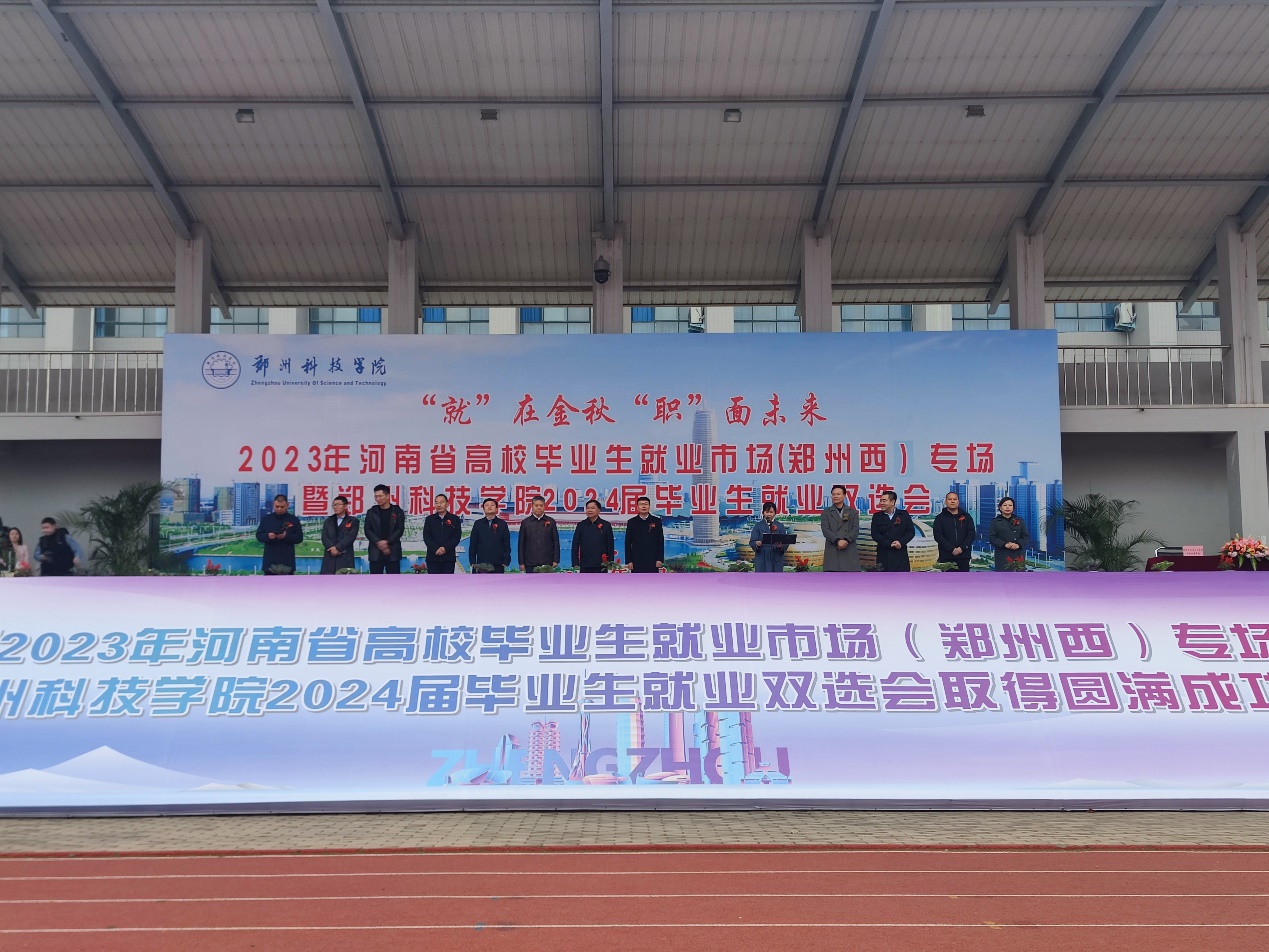 郑州科技学院
Zhengzhou University Of Science and Technology
“就”在金秋“职”面未来
2023年河南省高校毕业生就业市场(郑州西)专场
暨郑州科技学院2024届毕业生就业双选会
2023年河南省高校毕业生就业市场（郑州西）专场
州科技学院2024届毕业生就业双选会取得圆满成功
ZHENGZHOU